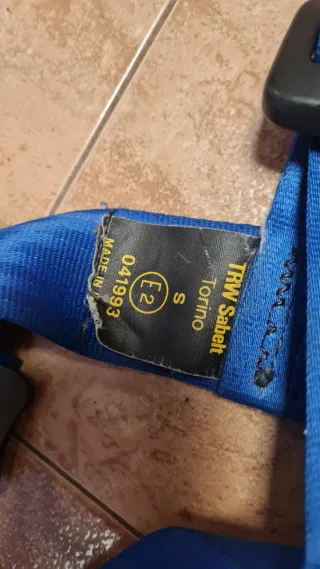 TRW Sabelt
Torino
S
E2
041993
MADE IN